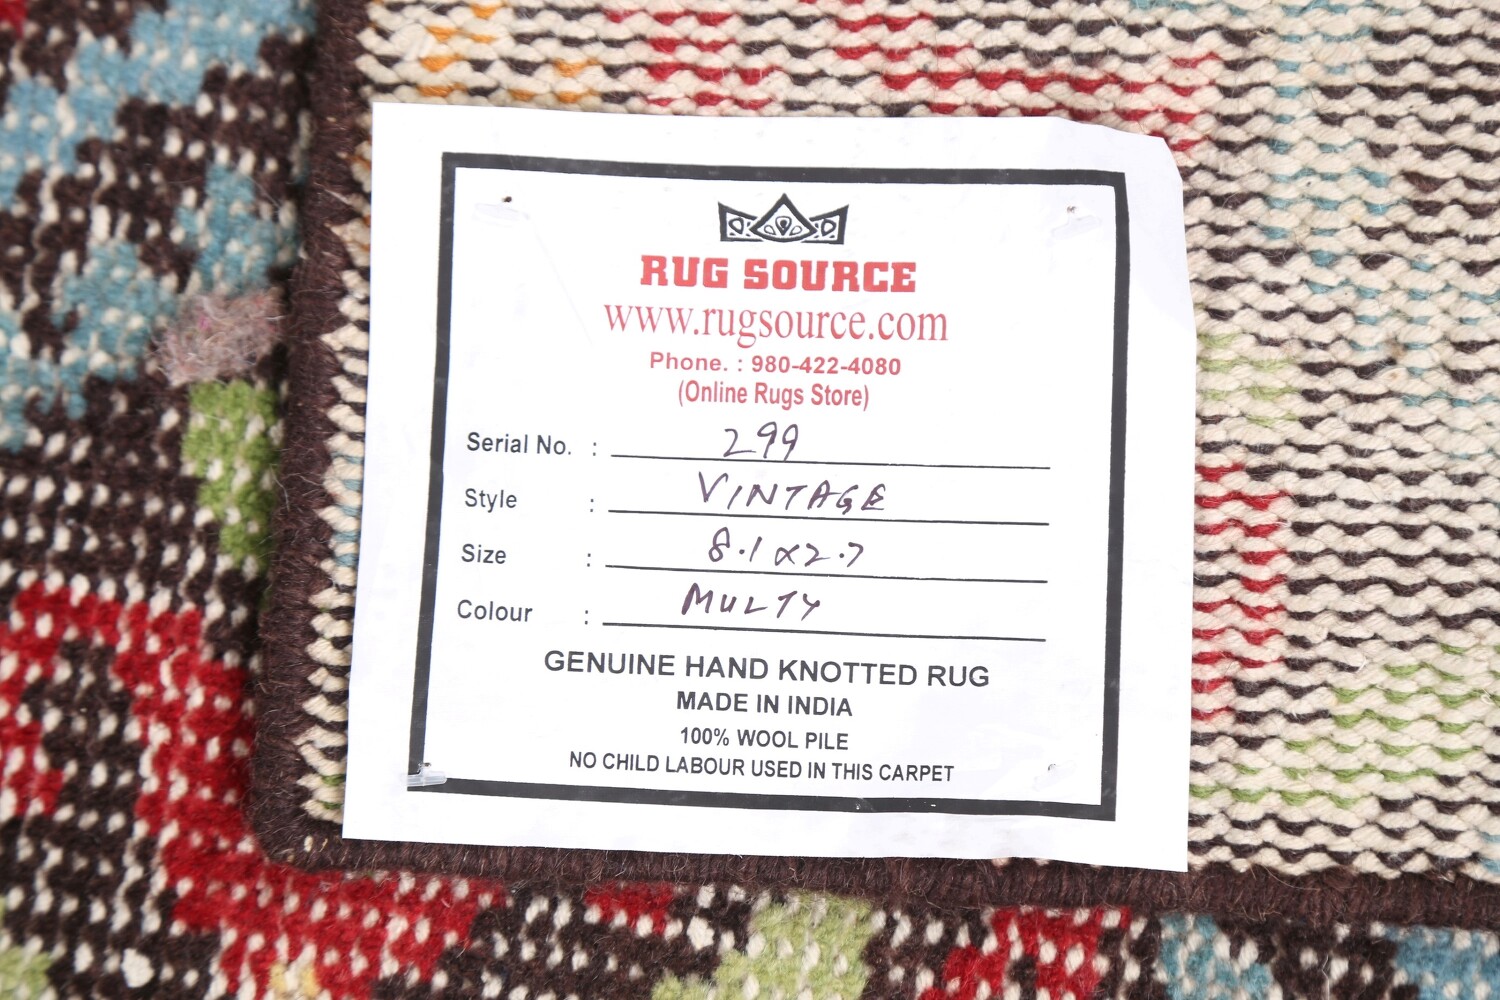 RUG SOURCE
www.rugsource.com
Phone. : 980-422-4080
(Online Rugs Store)
Serial No. : 299
Style : VINTAGE
Size : 8.1x2.7
Colour : MULTY
GENUINE HAND KNOTTED RUG
MADE IN INDIA
100% WOOL PILE
NO CHILD LABOUR USED IN THIS CARPET